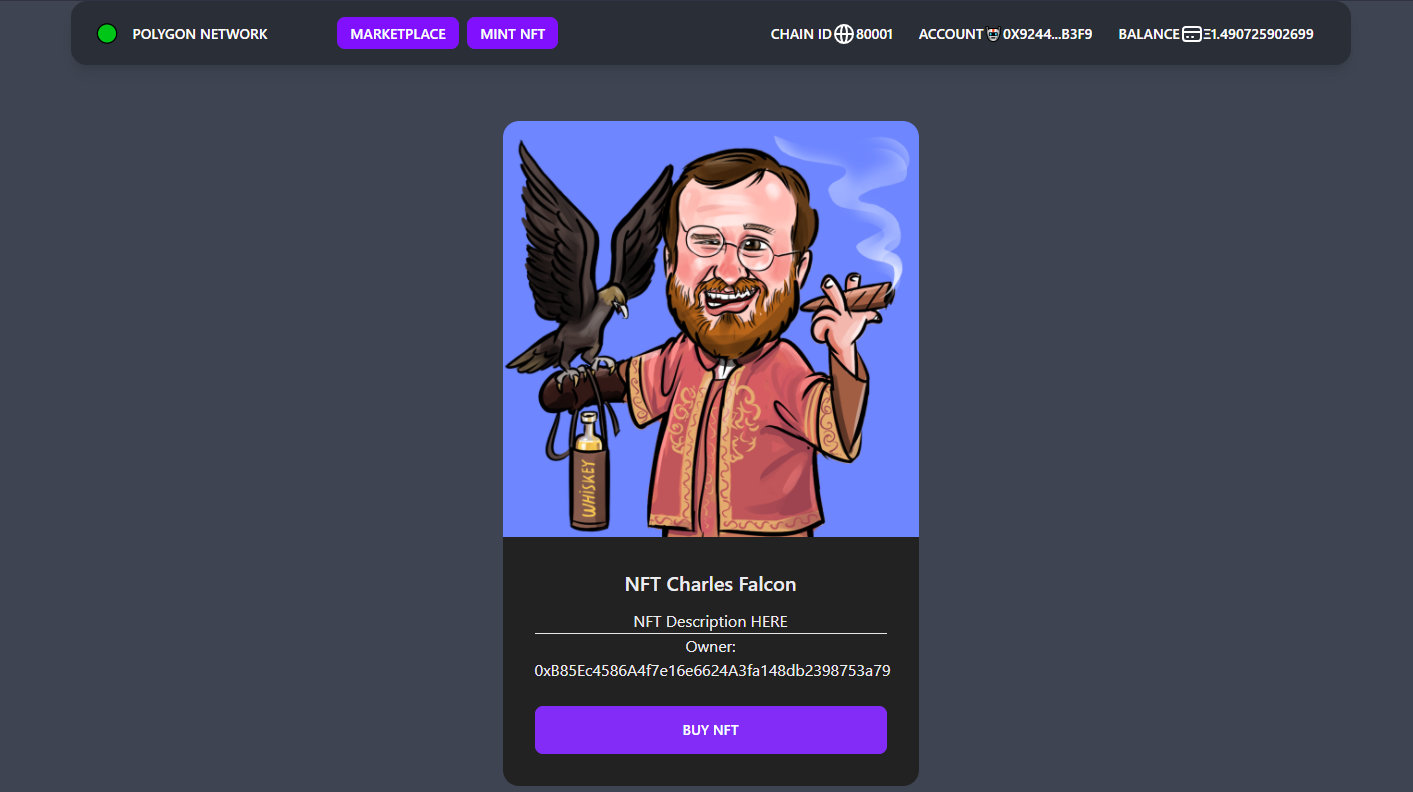 POLYGON NETWORK
MARKETPLACE
MINT NFT
CHAIN ID 80001
ACCOUNT 0X9244...B3F9
BALANCE Ξ1.490725902699
WHISKEY
NFT Charles Falcon
NFT Description HERE
Owner:
0xB85Ec4586A4f7e16e6624A3fa148db2398753a79
BUY NFT